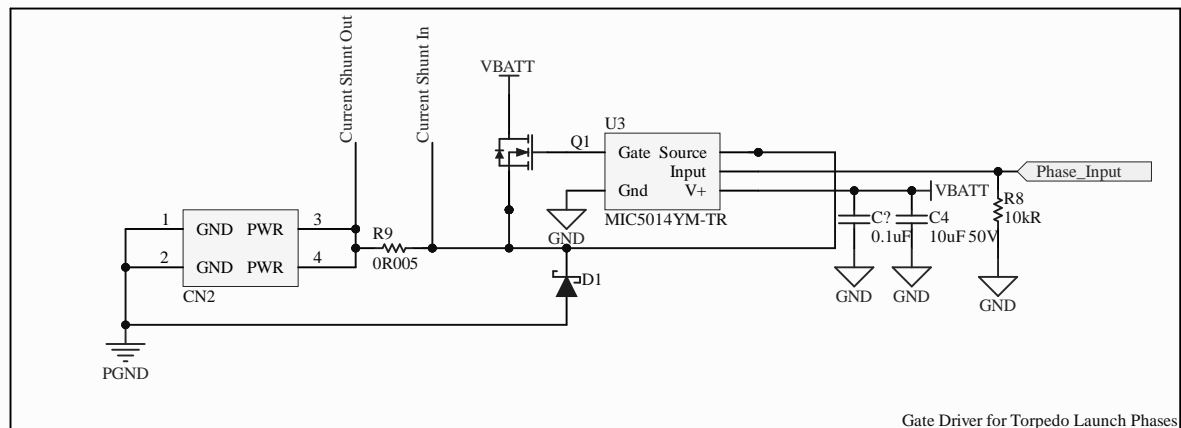 Current Shunt Out
Current Shunt In
VBATT
U3
Q1
Gate Source
Input
Gnd V+
MIC5014YM-TR
GND
Phase_Input
VBATT
R8
10kR
C?
0.1uF
C4
10uF 50V
GND
GND
GND
1 GND PWR 3
2 GND PWR 4
CN2
R9
0R005
D1
PGND
Gate Driver for Torpedo Launch Phases